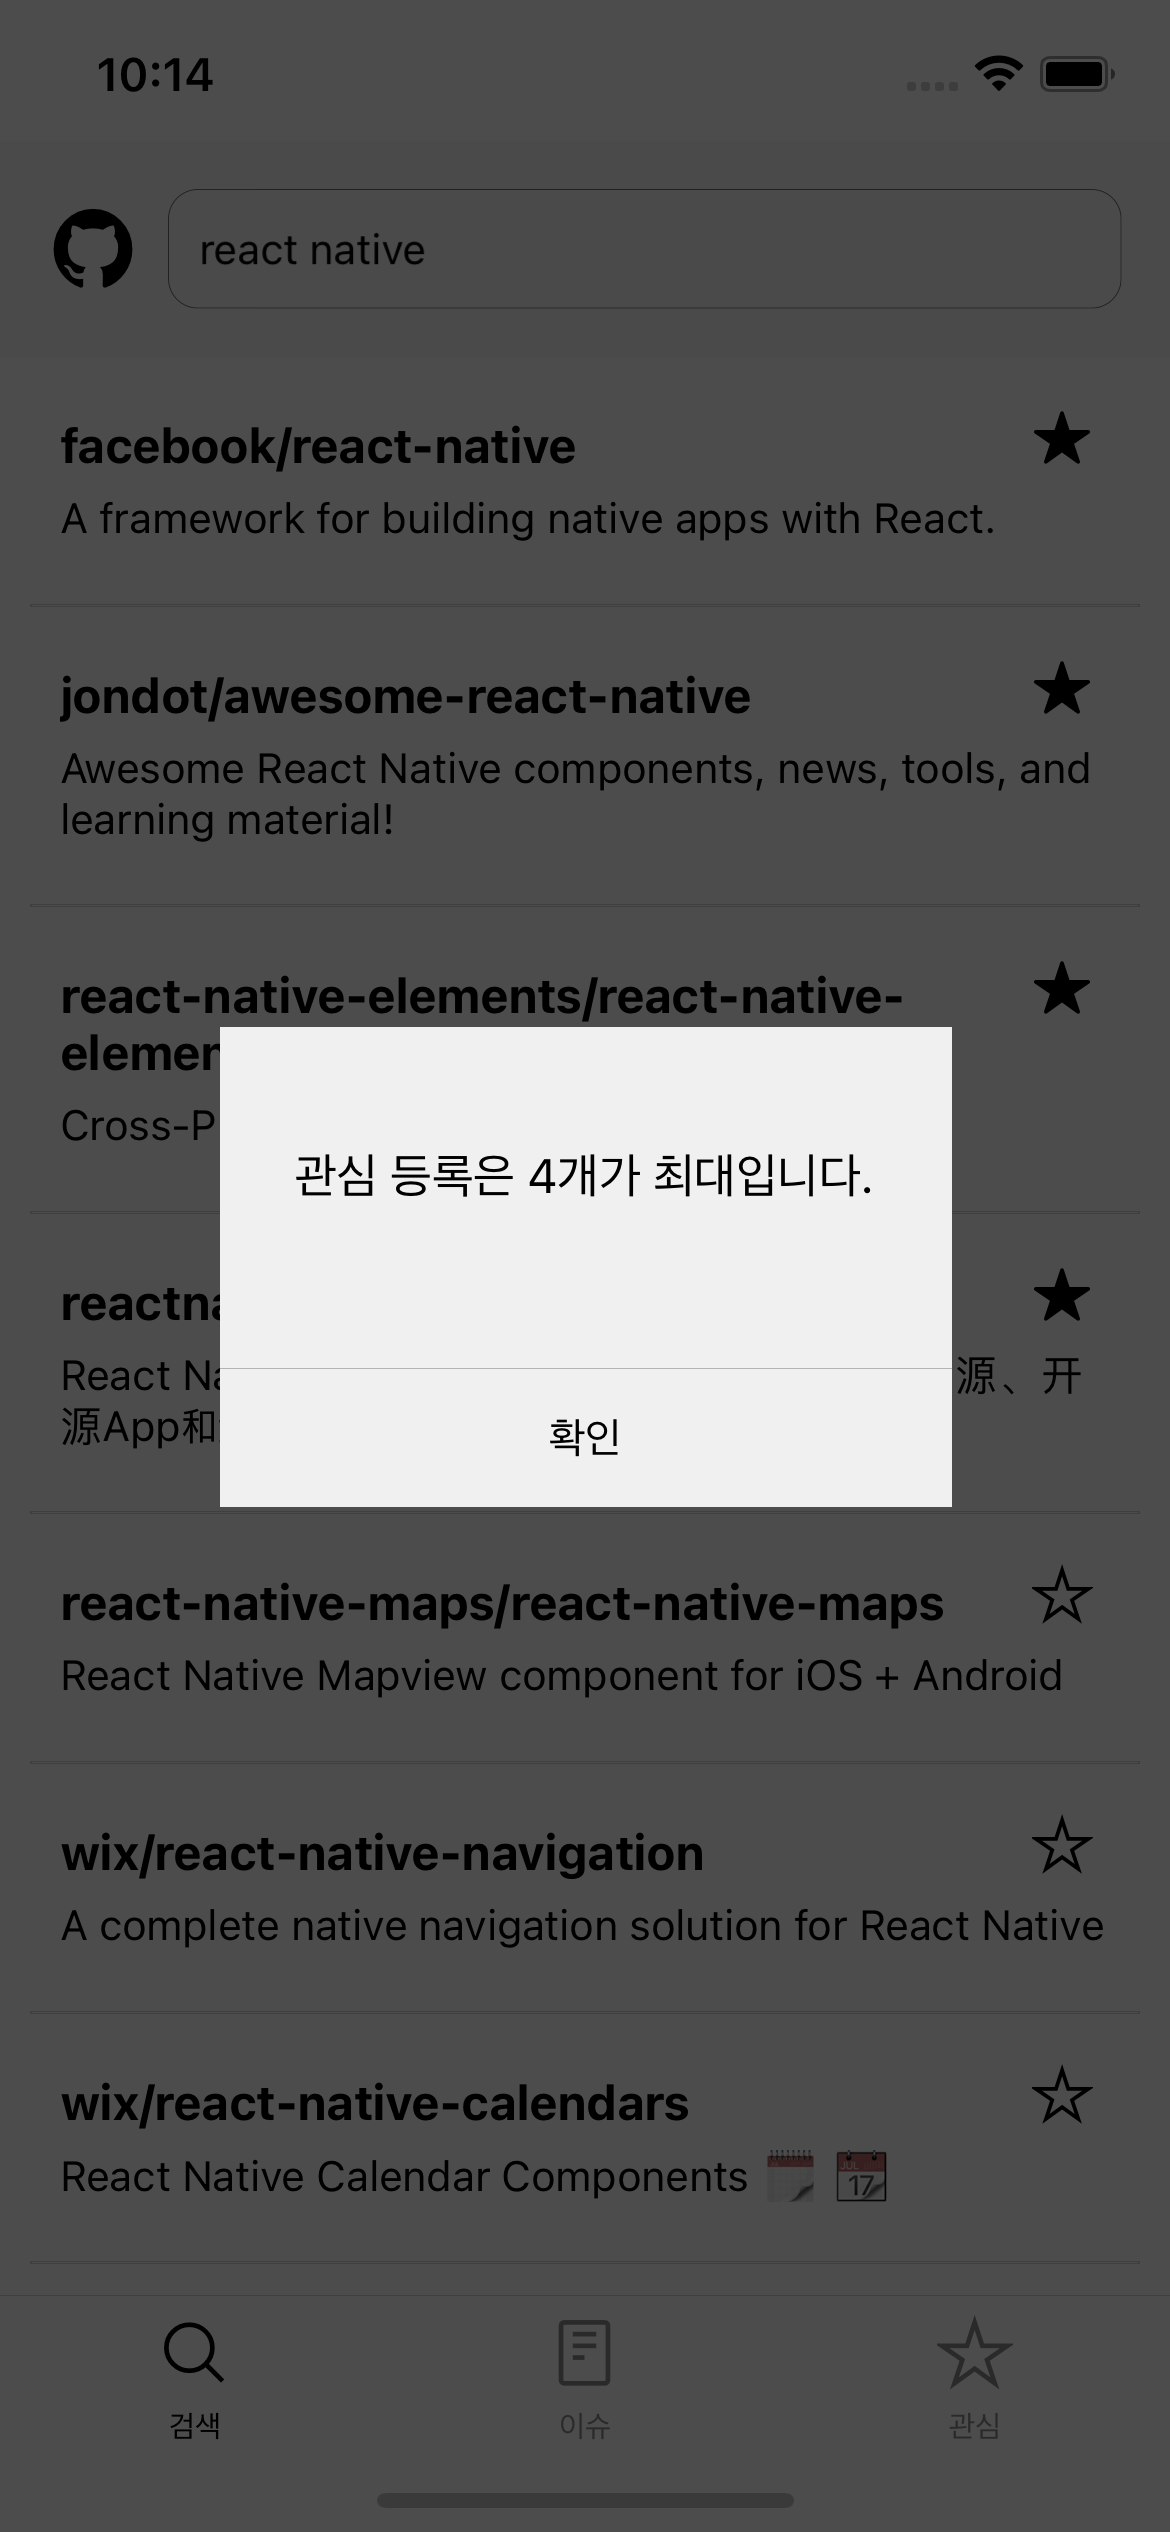 10:14
react native
facebook/react-native
A framework for building native apps with React.
jondot/awesome-react-native
Awesome React Native components, news, tools, and
learning material!
react-native-elements/react-native-
elemen
Cross-P
관심 등록은 4개가 최대입니다.
reactna
React Na
源、开
源App和
확인
react-native-maps/react-native-maps
React Native Mapview component for iOS + Android
wix/react-native-navigation
A complete native navigation solution for React Native
wix/react-native-calendars
React Native Calendar Components 🗓 📆
검색
이슈
관심